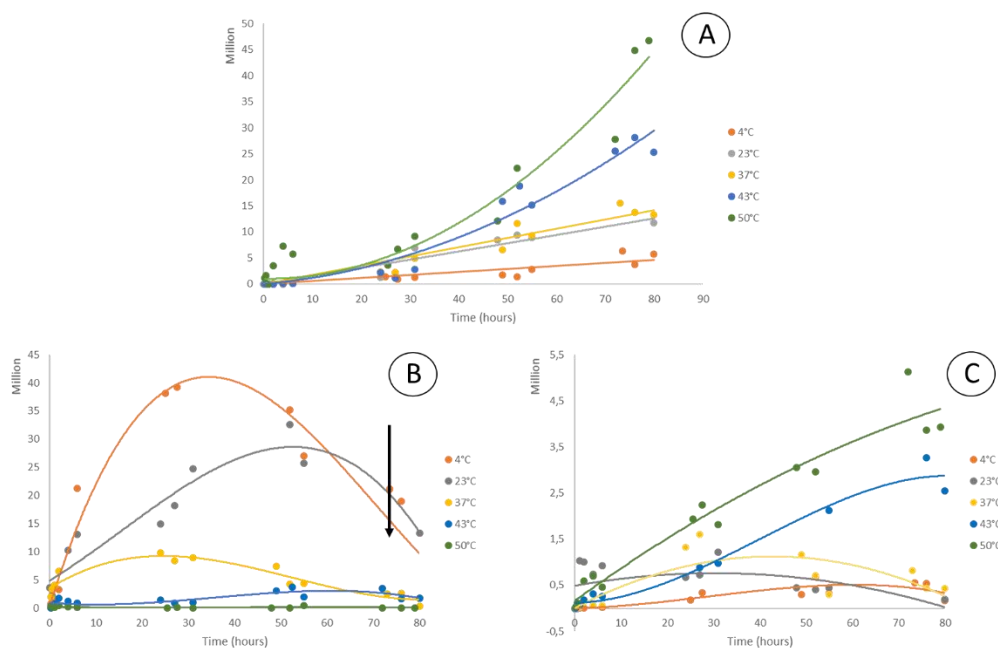 A
Million
50
45
40
35
30
25
20
15
10
5
0
0 10 20 30 40 50 60 70 80 90
Time (hours)
4°C
23°C
37°C
43°C
50°C
B
Million
45
40
35
30
25
20
15
10
5
0
0 10 20 30 40 50 60 70 80
Time (hours)
4°C
23°C
37°C
43°C
50°C
C
Million
5,5
4,5
3,5
2,5
1,5
0,5
-0,5
0 10 20 30 40 50 60 70 80
Time (hours)
4°C
23°C
37°C
43°C
50°C